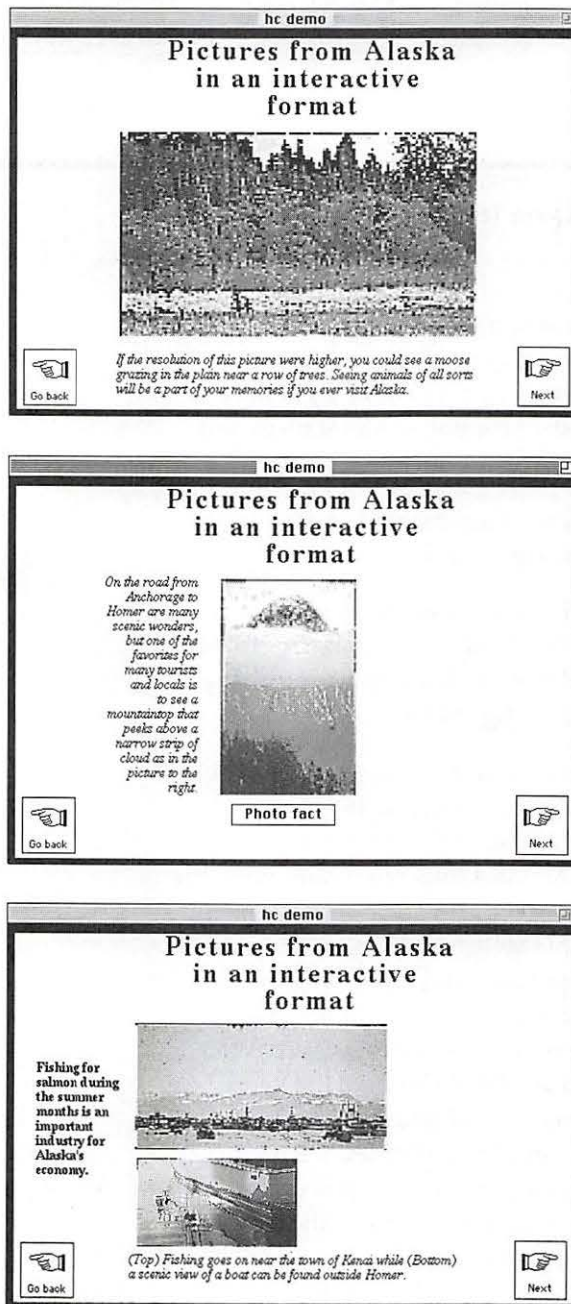 hc demo
Pictures from Alaska
in an interactive
format
If the resolution of this picture were higher, you could see a moose
grazing in the plain near a row of trees. Seeing animals of all sorts
will be a part of your memories if you ever visit Alaska.
Go back
Next
hc demo
Pictures from Alaska
in an interactive
format
On the road from
Anchorage to
Homer are many
scenic wonders,
but one of the
favorites for
many tourists
and locals is
to see a
mountaintop that
peeks above a
narrow strip of
cloud as in the
picture to the
right.
Photo fact
Go back
Next
hc demo
Pictures from Alaska
in an interactive
format
Fishing for
salmon during
the summer
months is an
important
industry for
Alaska's
economy.
(Top) Fishing goes on near the town of Kenai while (Bottom)
a scenic view of a boat can be found outside Homer.
Go back
Next